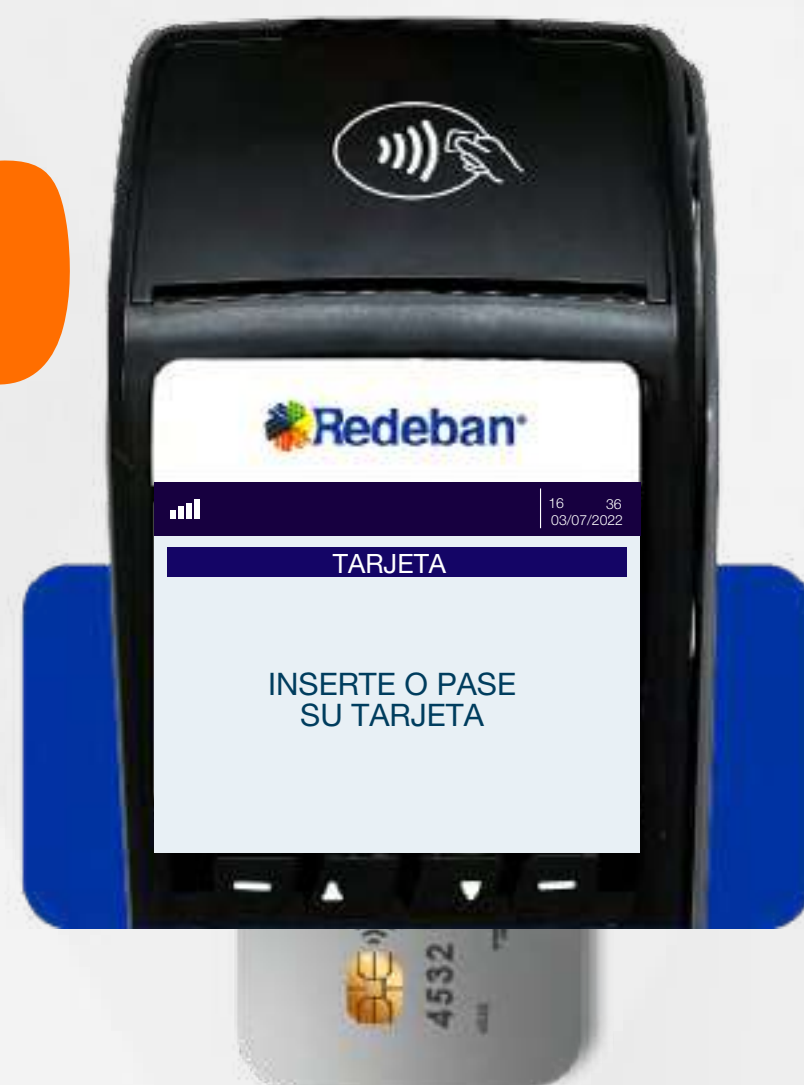 Redeban
16 36
03/07/2022
TARJETA
INSERTE O PASE
SU TARJETA
4532